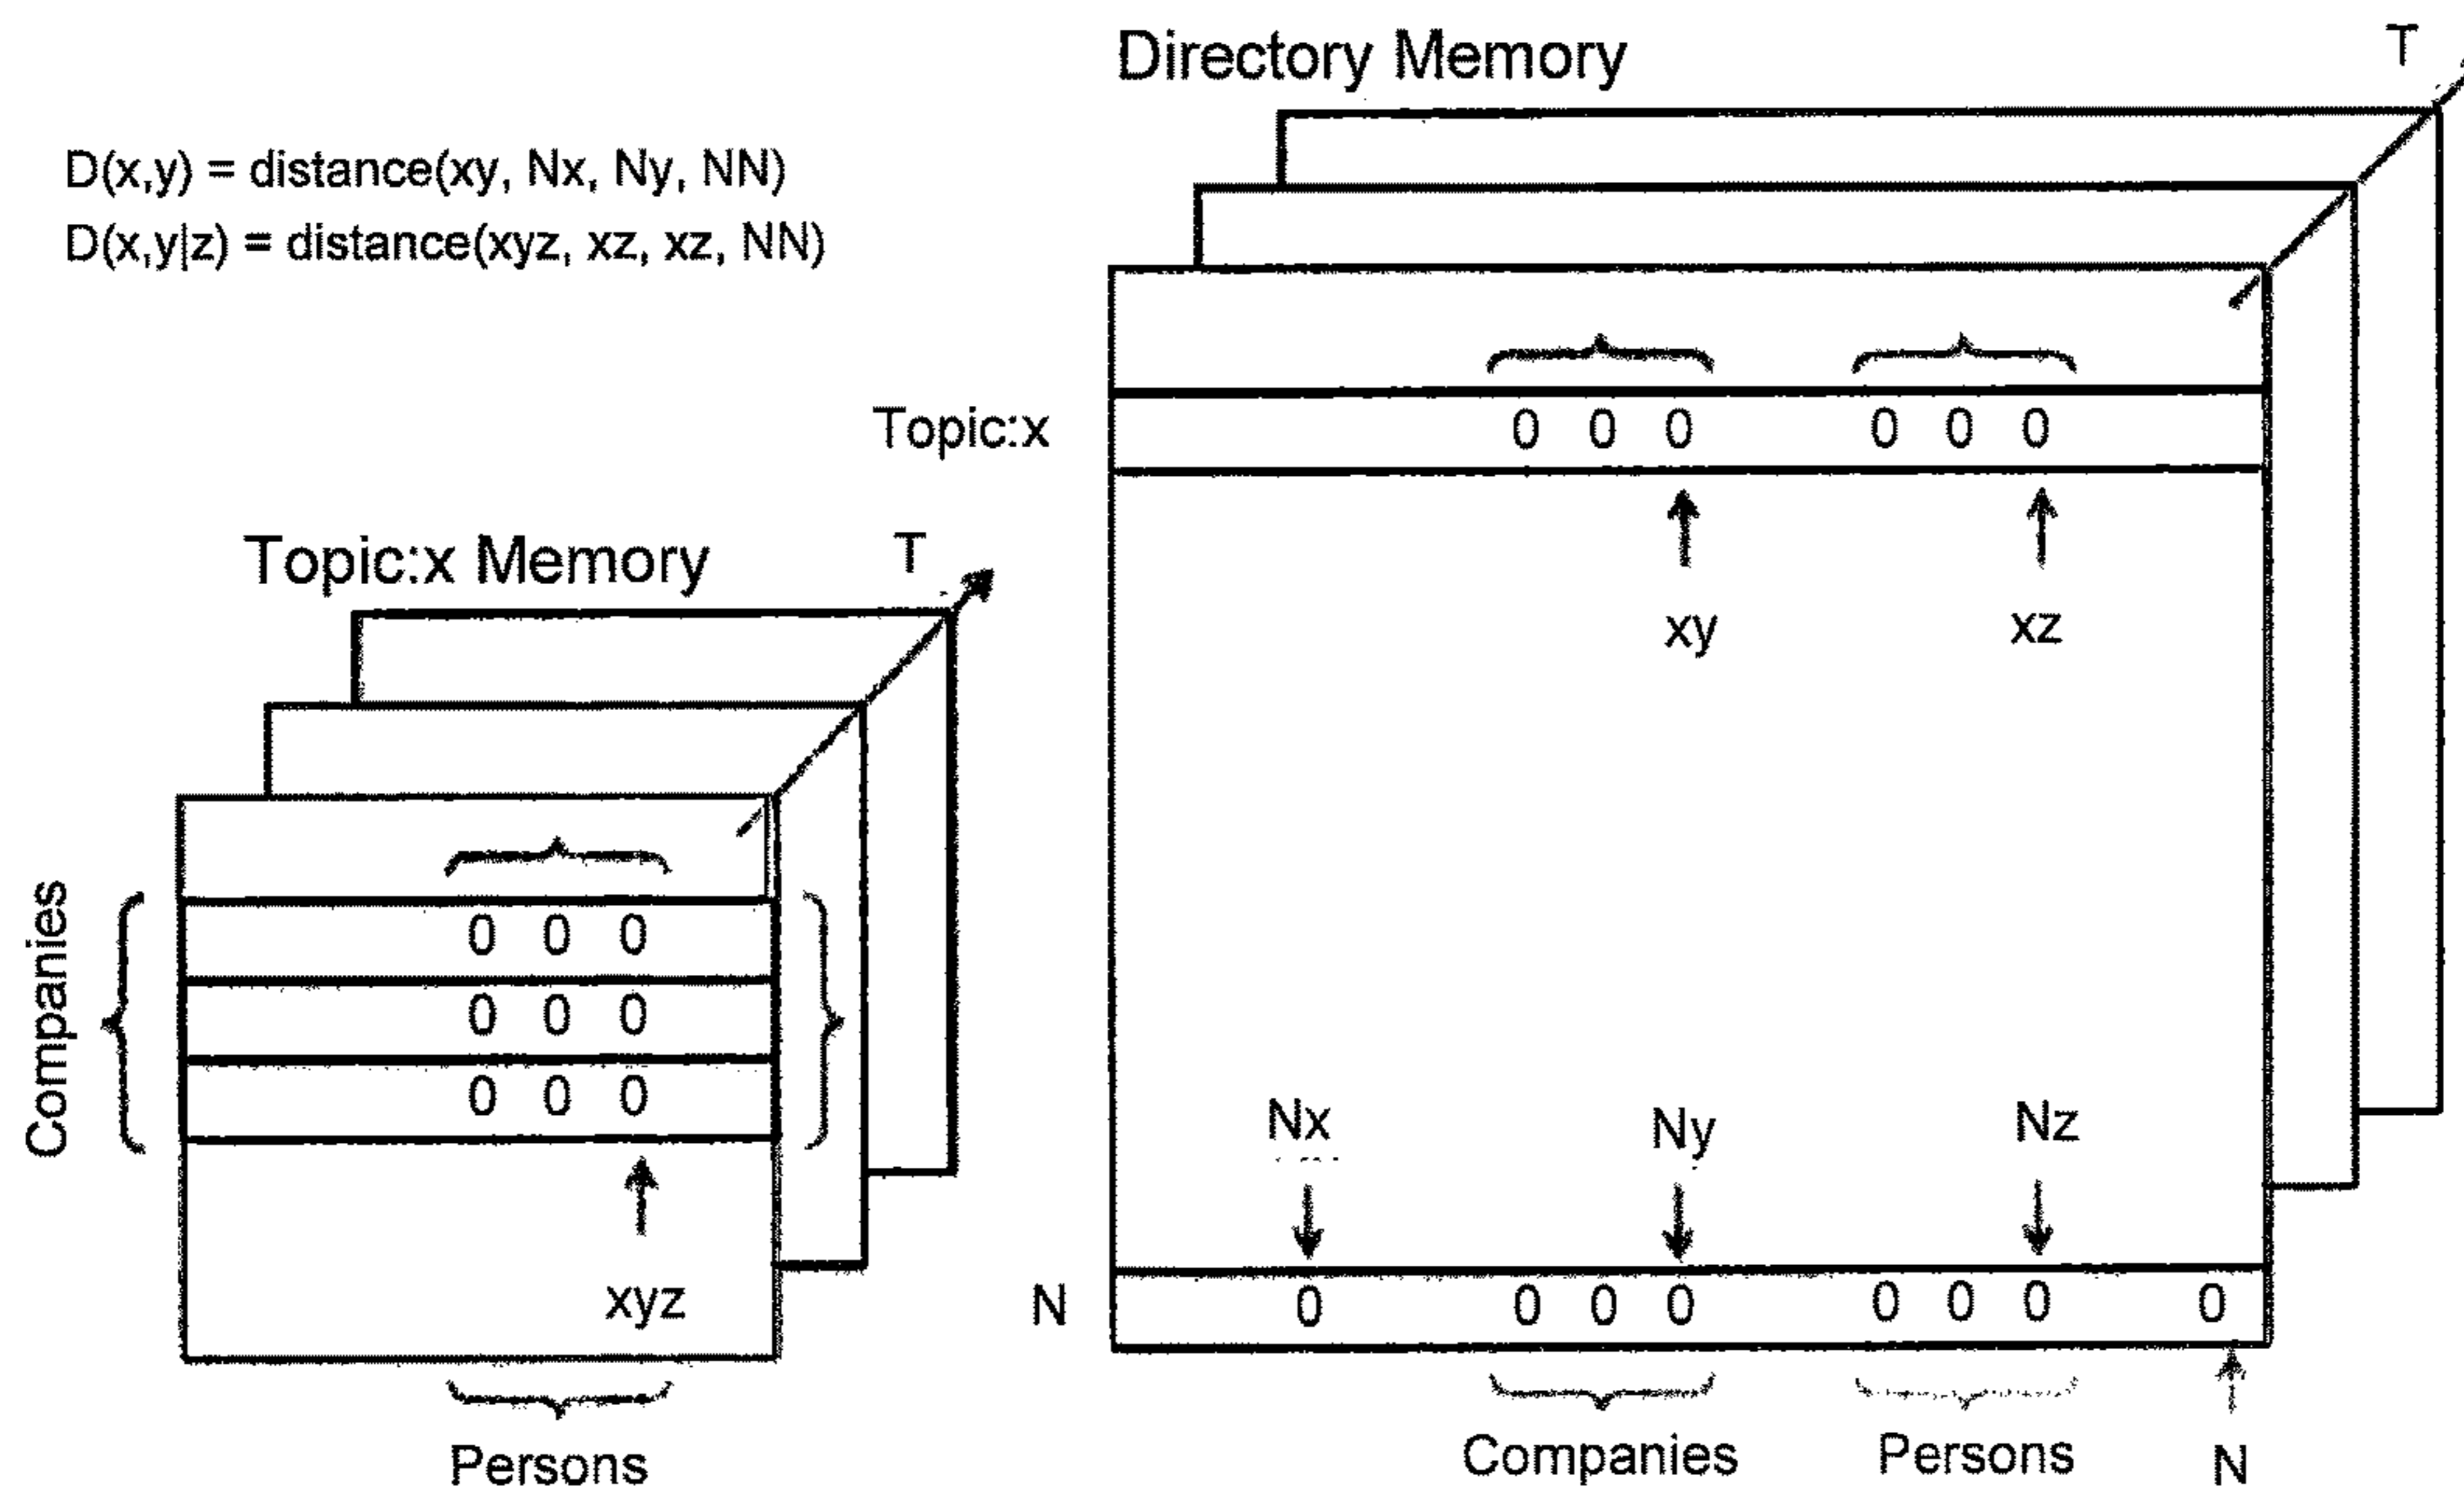 Directory Memory
T
D(x,y) = distance(xy, Nx, Ny, NN)
D(x,y|z) = distance(xyz, xz, xz, NN)
Topic:x
0 0 0 0 0 0
xy xz
Topic:x Memory
T
Companies
0 0 0
0 0 0
0 0 0
xyz
Persons
Nx Ny Nz
N
0 0 0 0 0 0 0 0
Companies Persons N